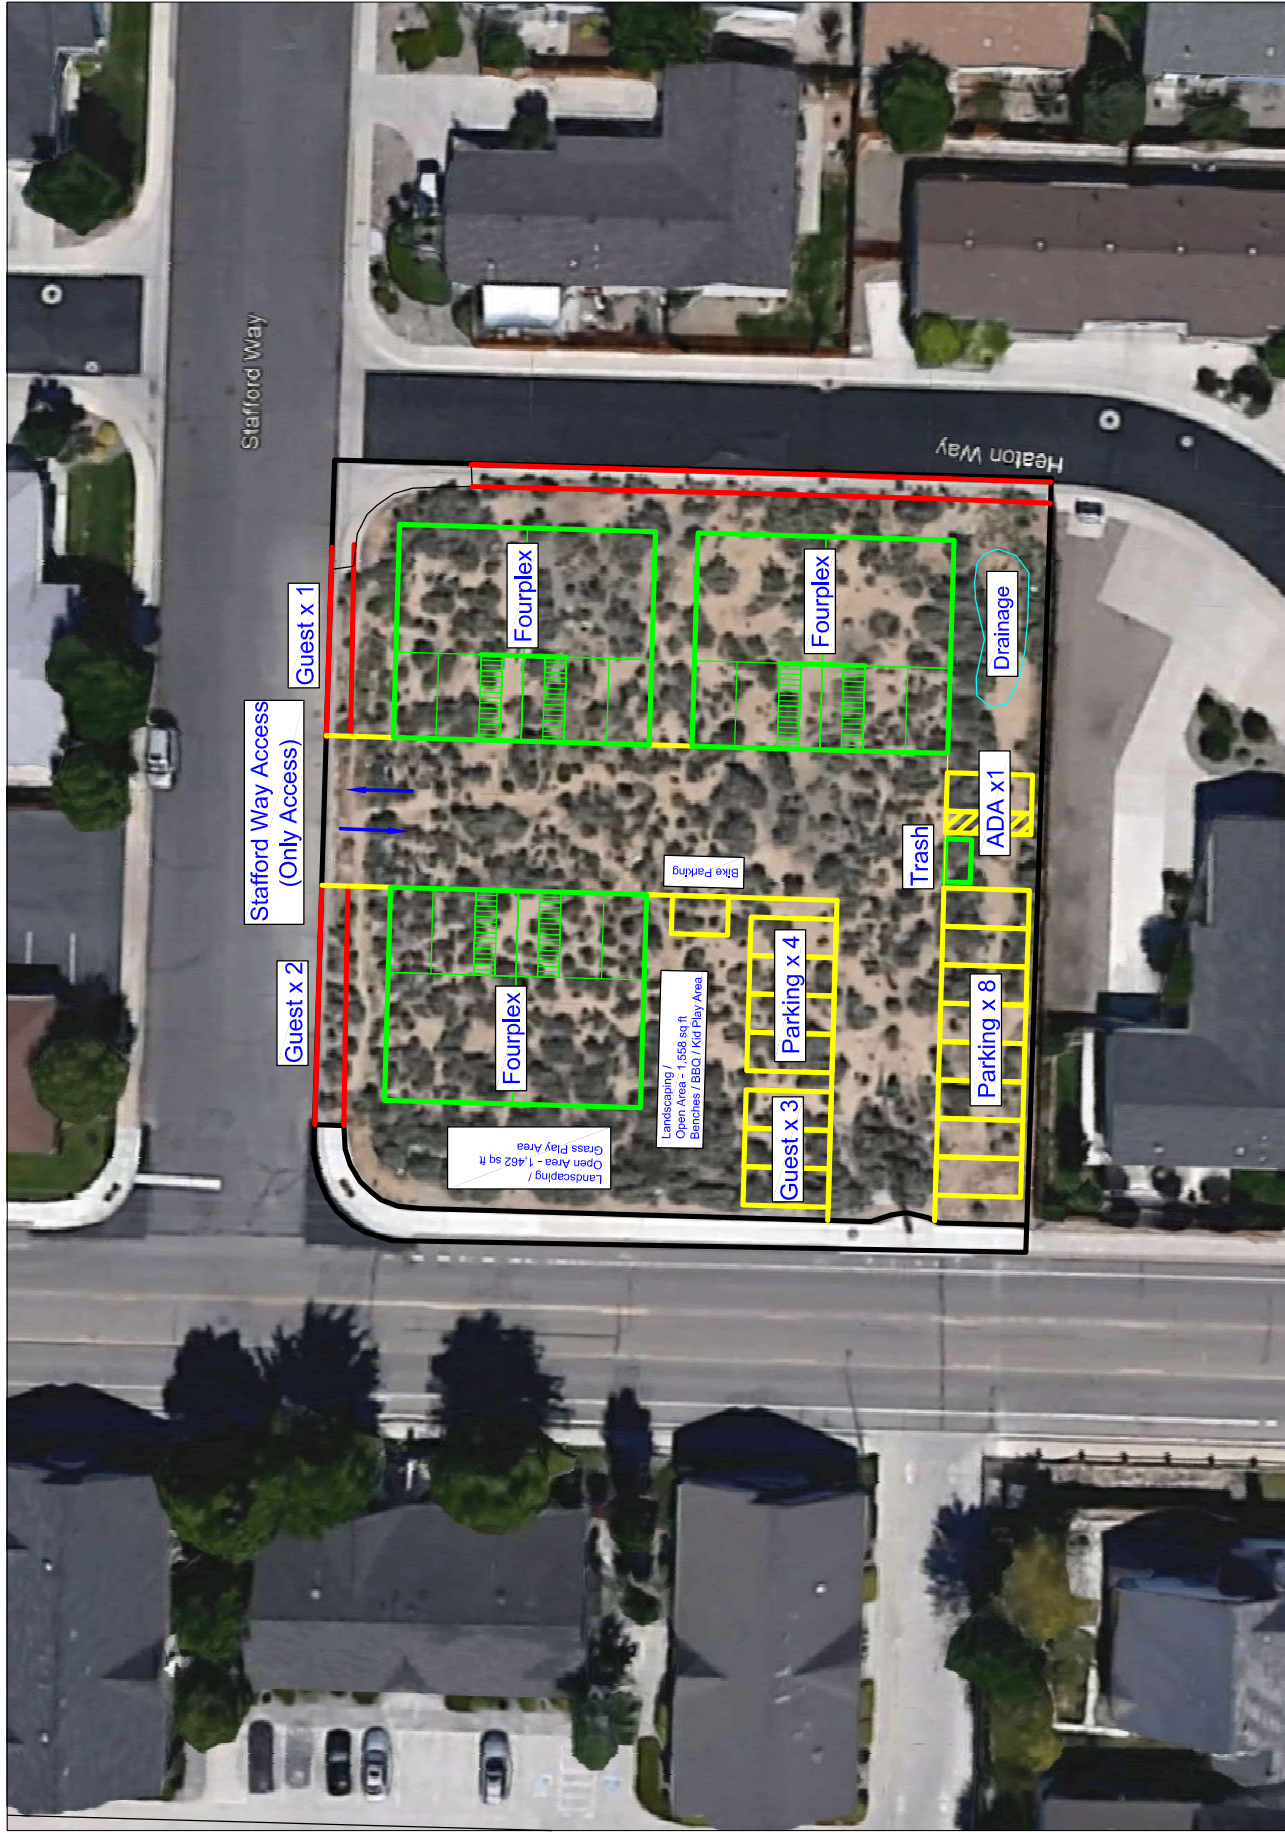 Stafford Way
Heaton Way
Guest x 1
Stafford Way Access
(Only Access)
Guest x 2
Fourplex
Fourplex
Fourplex
Drainage
ADA x1
Trash
Bike Parking
Parking x 4
Parking x 8
Guest x 3
Landscaping /
Open Area - 1,558 sq ft
Benches / BBQ / Kid Play Area
Landscaping /
Open Area - 1,462 sq ft
Grass Play Area